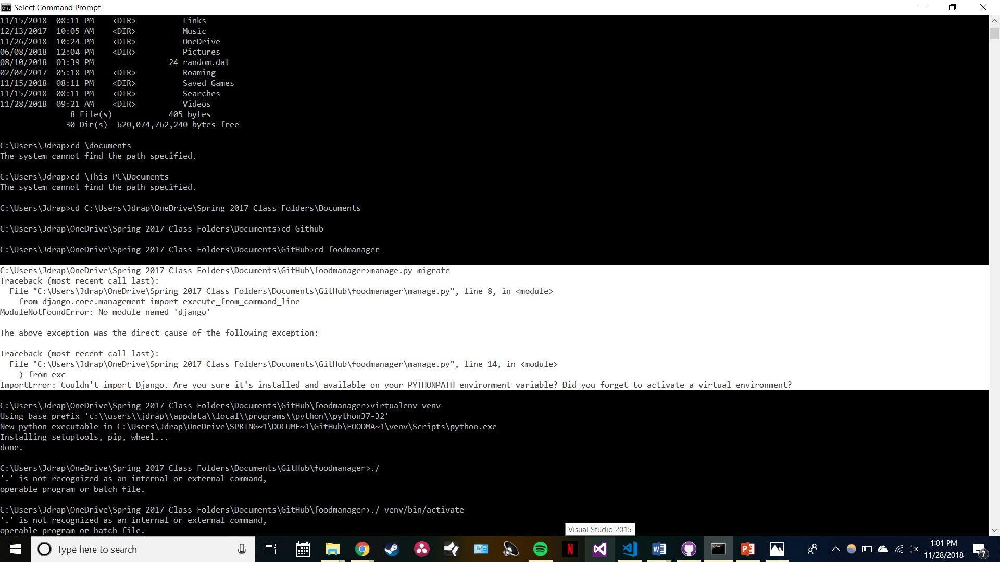 Select Command Prompt
11/15/2018  08:11 PM    <DIR>          Links
12/13/2017  10:05 AM    <DIR>          Music
11/26/2018  10:24 PM    <DIR>          OneDrive
06/08/2018  12:04 PM    <DIR>          Pictures
08/10/2018  03:39 PM                24 random.dat
02/04/2017  05:18 PM    <DIR>          Roaming
11/15/2018  08:11 PM    <DIR>          Saved Games
11/15/2018  08:11 PM    <DIR>          Searches
11/28/2018  09:21 AM    <DIR>          Videos
               8 File(s)            405 bytes
              30 Dir(s)  620,074,762,240 bytes free
C:\Users\Jdrap>cd \documents
The system cannot find the path specified.
C:\Users\Jdrap>cd \This PC\Documents
The system cannot find the path specified.
C:\Users\Jdrap>cd C:\Users\Jdrap\OneDrive\Spring 2017 Class Folders\Documents
C:\Users\Jdrap\OneDrive\Spring 2017 Class Folders\Documents>cd Github
C:\Users\Jdrap\OneDrive\Spring 2017 Class Folders\Documents\GitHub>cd foodmanager
C:\Users\Jdrap\OneDrive\Spring 2017 Class Folders\Documents\GitHub\foodmanager>manage.py migrate
Traceback (most recent call last):
  File "C:\Users\Jdrap\OneDrive\Spring 2017 Class Folders\Documents\GitHub\foodmanager\manage.py", line 8, in <module>
    from django.core.management import execute_from_command_line
ModuleNotFoundError: No module named 'django'
The above exception was the direct cause of the following exception:
Traceback (most recent call last):
  File "C:\Users\Jdrap\OneDrive\Spring 2017 Class Folders\Documents\GitHub\foodmanager\manage.py", line 14, in <module>
    ) from exc
ImportError: Couldn't import Django. Are you sure it's installed and available on your PYTHONPATH environment variable? Did you forget to activate a virtual environment?
C:\Users\Jdrap\OneDrive\Spring 2017 Class Folders\Documents\GitHub\foodmanager>virtualenv venv
Using base prefix 'c:\\users\\jdrap\\appdata\\local\\programs\\python\\python37-32'
New python executable in C:\Users\Jdrap\OneDrive\SPRING~1\DOCUME~1\GitHub\FOODMA~1\venv\Scripts\python.exe
Installing setuptools, pip, wheel...
done.
C:\Users\Jdrap\OneDrive\Spring 2017 Class Folders\Documents\GitHub\foodmanager>./
'.' is not recognized as an internal or external command,
operable program or batch file.
C:\Users\Jdrap\OneDrive\Spring 2017 Class Folders\Documents\GitHub\foodmanager>./ venv/bin/activate
'.' is not recognized as an internal or external command,
operable program or batch file.
Visual Studio 2015
Type here to search
1:01 PM
11/28/2018
7